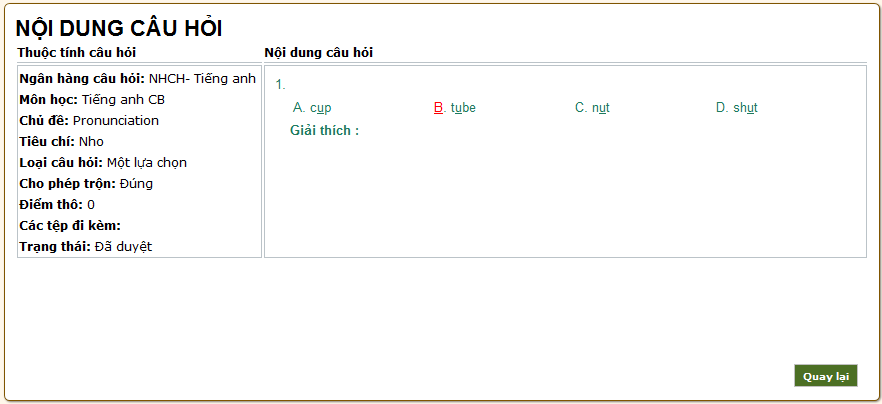 NỘI DUNG CÂU HỎI
Thuộc tính câu hỏi
Ngân hàng câu hỏi: NHCH- Tiếng anh
Môn học: Tiếng anh CB
Chủ đề: Pronunciation
Tiêu chí: Nho
Loại câu hỏi: Một lựa chọn
Cho phép trộn: Đúng
Điểm thô: 0
Các tệp đi kèm:
Trạng thái: Đã duyệt
Nội dung câu hỏi
1.
A. cup B. tube C. nut D. shut
Giải thích :
Quay lại